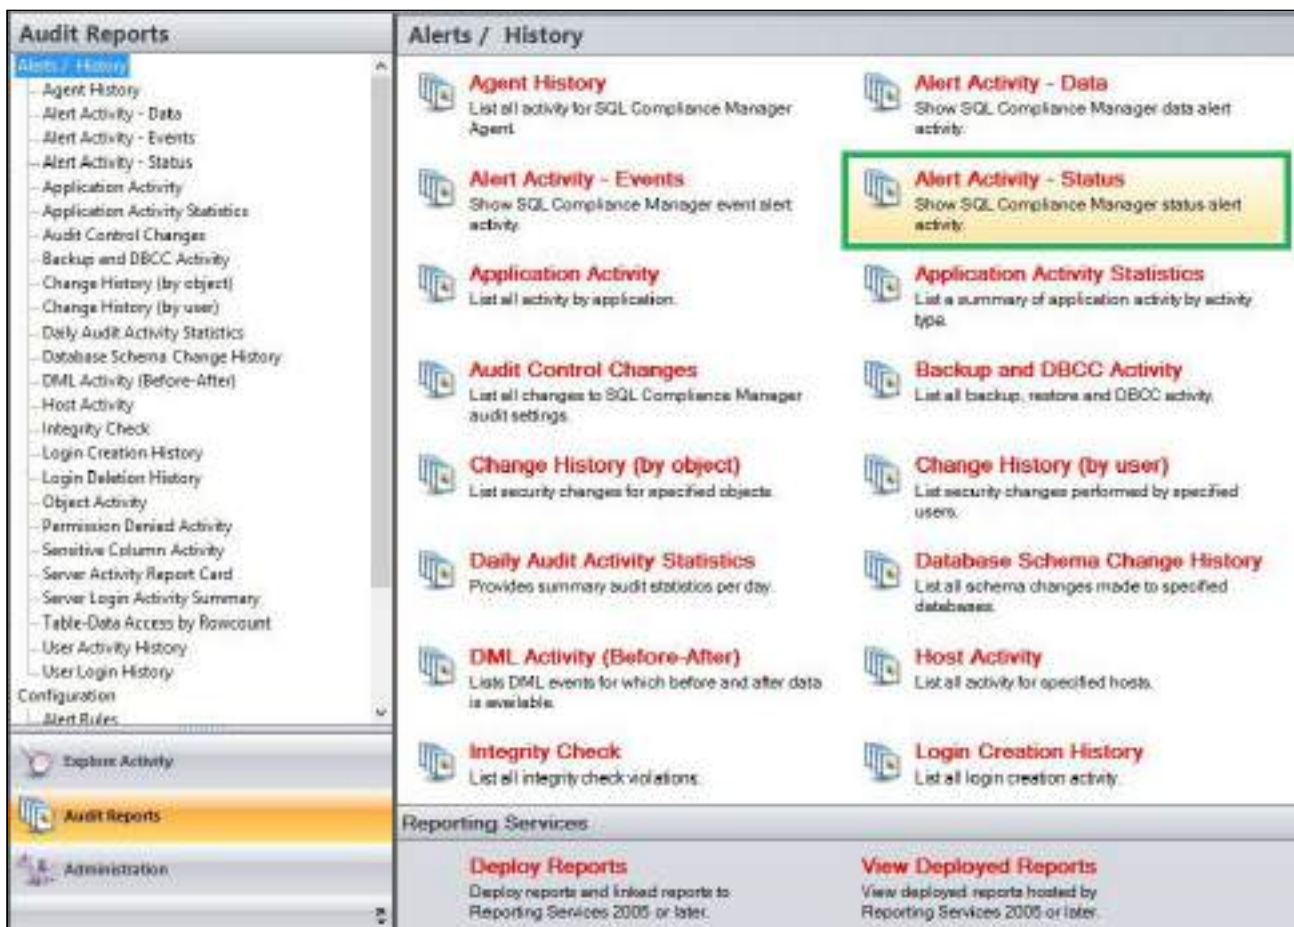 Audit Reports
Alerts / History
Agent History
Alert Activity - Data
Alert Activity - Events
Alert Activity - Status
Application Activity
Application Activity Statistics
Audit Control Changes
Backup and DBCC Activity
Change History (by object)
Change History (by user)
Daily Audit Activity Statistics
Database Schema Change History
DML Activity (Before-After)
Host Activity
Integrity Check
Login Creation History
Login Deletion History
Object Activity
Permission Denied Activity
Sensitive Column Activity
Server Activity Report Card
Server Login Activity Summary
Table-Data Access by Rowcount
User Activity History
User Login History
Configuration
Alert Rules
Explore Activity
Audit Reports
Administration
Alerts / History
Agent History
List all activity for SQL Compliance Manager
Agent.
Alert Activity - Data
Show SQL Compliance Manager data alert
activity.
Alert Activity - Events
Show SQL Compliance Manager event alert
activity.
Alert Activity - Status
Show SQL Compliance Manager status alert
activity.
Application Activity
List all activity by application.
Application Activity Statistics
List a summary of application activity by activity
type.
Audit Control Changes
List all changes to SQL Compliance Manager
audit settings.
Backup and DBCC Activity
List all backup, restore and DBCC activity.
Change History (by object)
List security changes for specified objects.
Change History (by user)
List security changes performed by specified
users.
Daily Audit Activity Statistics
Provides summary audit statistics per day.
Database Schema Change History
List all schema changes made to specified
databases.
DML Activity (Before-After)
Lists DML events for which before and after data
is available.
Host Activity
List all activity for specified hosts.
Integrity Check
List all integrity check violations.
Login Creation History
List all login creation activity.
Reporting Services
Deploy Reports
Deploy reports and linked reports to
Reporting Services 2005 or later.
View Deployed Reports
View deployed reports hosted by
Reporting Services 2005 or later.